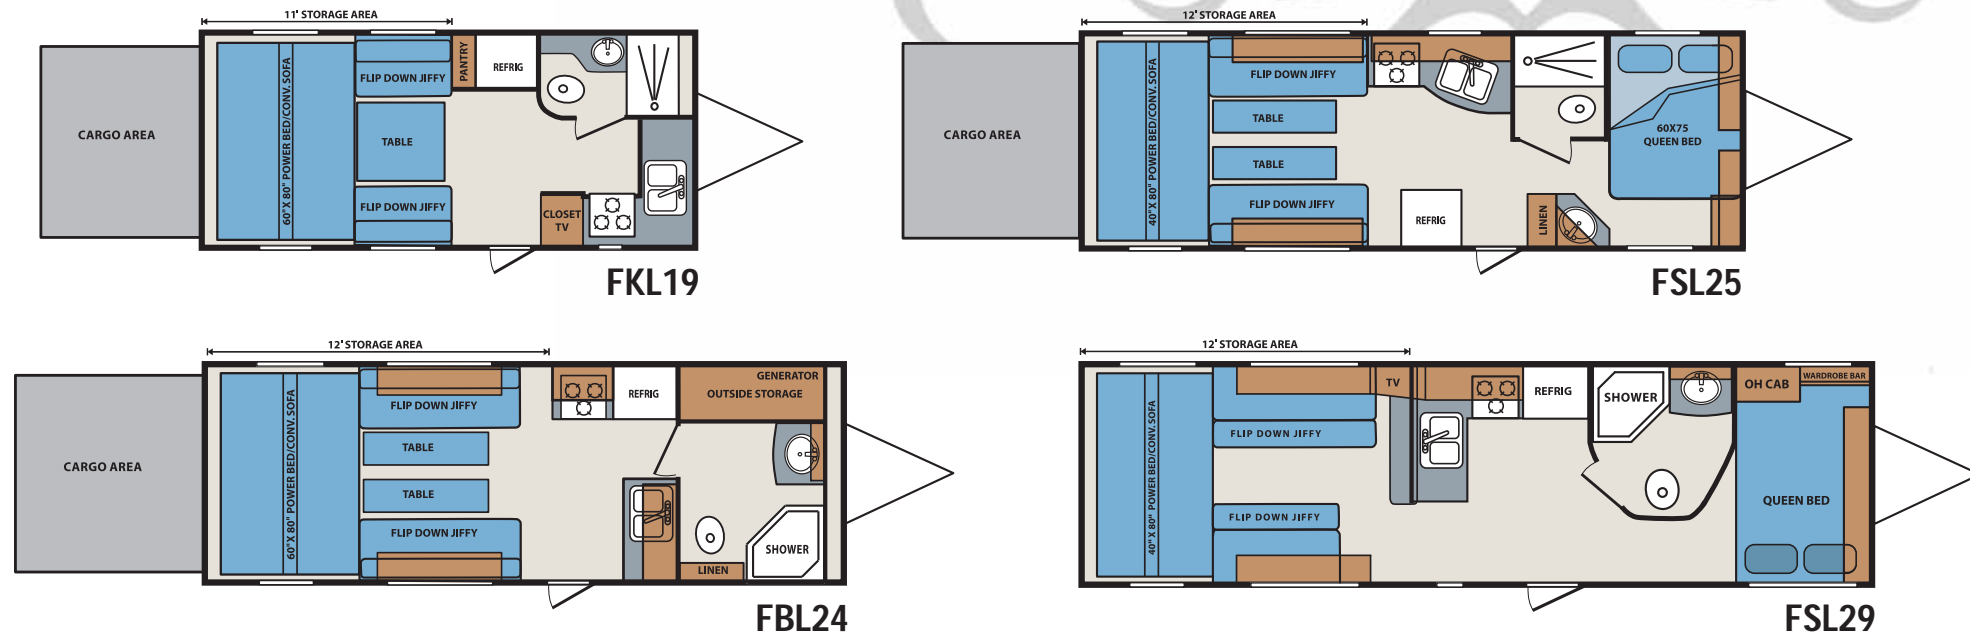 11' STORAGE AREA
CARGO AREA
60"X 80" POWER BED/CONV. SOFA
FLIP DOWN JIFFY
PANTRY
REFRIG
TABLE
FLIP DOWN JIFFY
CLOSET
TV
FKL19
12' STORAGE AREA
CARGO AREA
40"X 80" POWER BED/CONV. SOFA
FLIP DOWN JIFFY
TABLE
TABLE
FLIP DOWN JIFFY
REFRIG
LINEN
60X75
QUEEN BED
FSL25
12' STORAGE AREA
CARGO AREA
60"X 80" POWER BED/CONV. SOFA
FLIP DOWN JIFFY
TABLE
TABLE
FLIP DOWN JIFFY
REFRIG
GENERATOR
OUTSIDE STORAGE
LINEN
SHOWER
FBL24
12' STORAGE AREA
40"X 80" POWER BED/CONV. SOFA
FLIP DOWN JIFFY
FLIP DOWN JIFFY
TV
REFRIG
SHOWER
OH CAB
WARDROBE BAR
QUEEN BED
FSL29